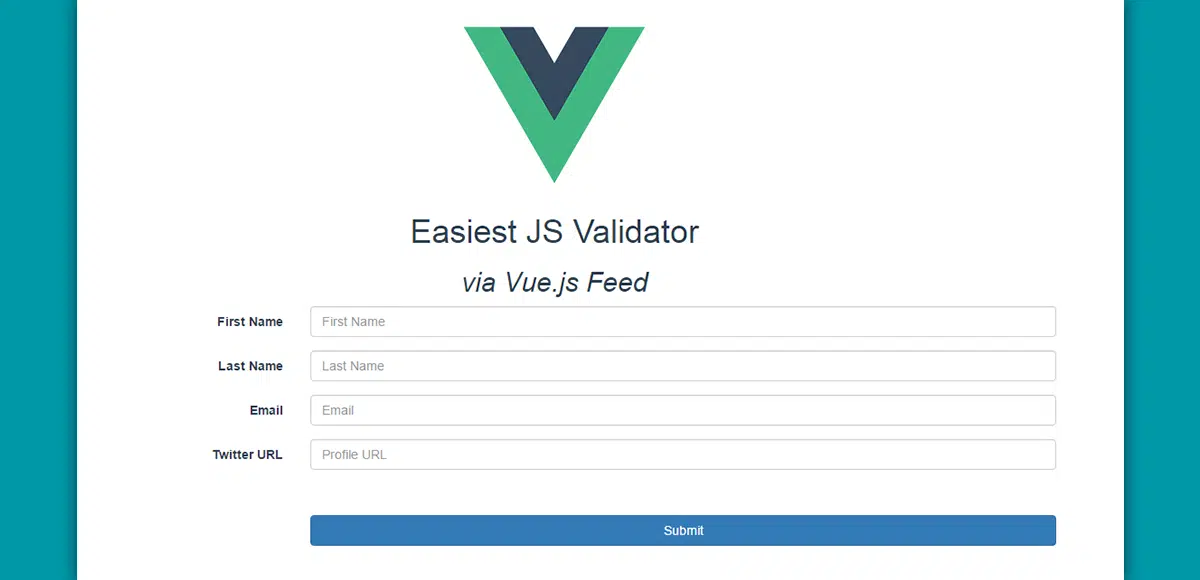 Easiest JS Validator
via Vue.js Feed
First Name First Name
Last Name Last Name
Email Email
Twitter URL Profile URL
Submit